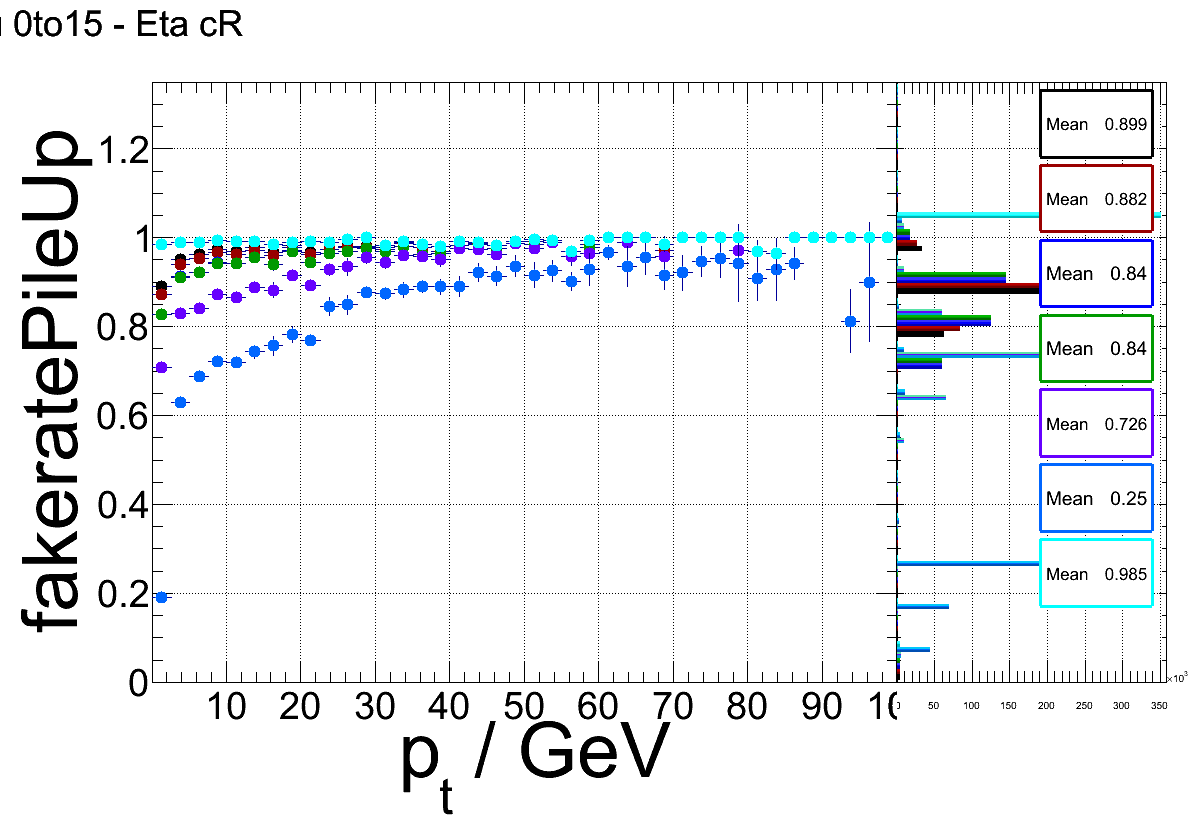 0to15 - Eta cR
fakeratePileUp
1.2
1
0.8
0.6
0.4
0.2
0
10 20 30 40 50 60 70 80 90
50 100 150 200 250 300 350
×10³
p_t / GeV
Mean 0.899
Mean 0.882
Mean 0.84
Mean 0.84
Mean 0.726
Mean 0.25
Mean 0.985